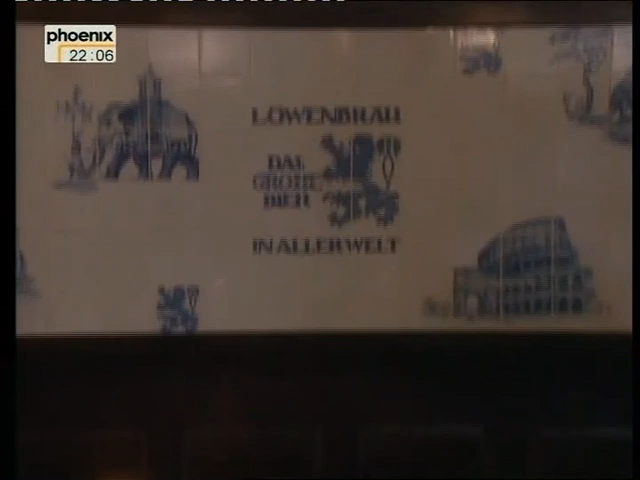 phoenix
22:06
LÖWENBRÄU
DAS
GROSSE
BIER
IN ALLER WELT